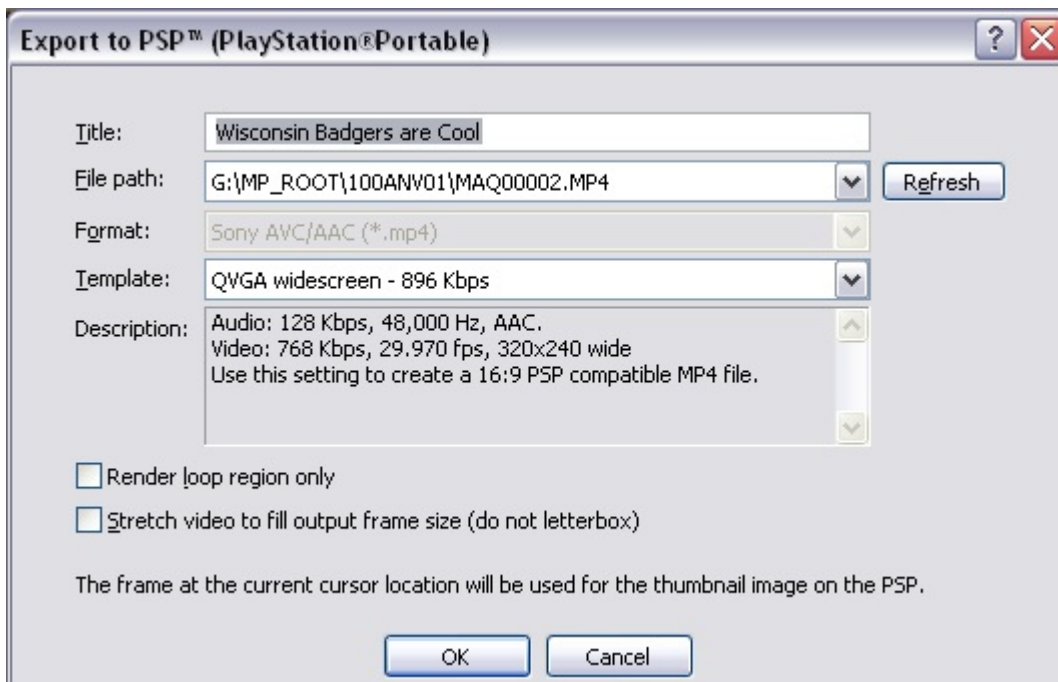 Export to PSP™ (PlayStation®Portable)
Title: Wisconsin Badgers are Cool
File path: G:\MP_ROOT\100ANV01\MAQ00002.MP4 Refresh
Format: Sony AVC/AAC (*.mp4)
Template: QVGA widescreen - 896 Kbps
Description: Audio: 128 Kbps, 48,000 Hz, AAC.
Video: 768 Kbps, 29.970 fps, 320x240 wide
Use this setting to create a 16:9 PSP compatible MP4 file.
Render loop region only
Stretch video to fill output frame size (do not letterbox)
The frame at the current cursor location will be used for the thumbnail image on the PSP.
OK Cancel